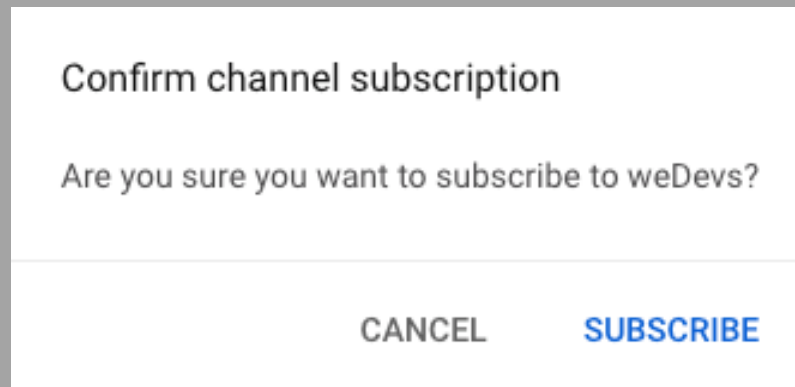 Confirm channel subscription
Are you sure you want to subscribe to weDevs?
CANCEL SUBSCRIBE